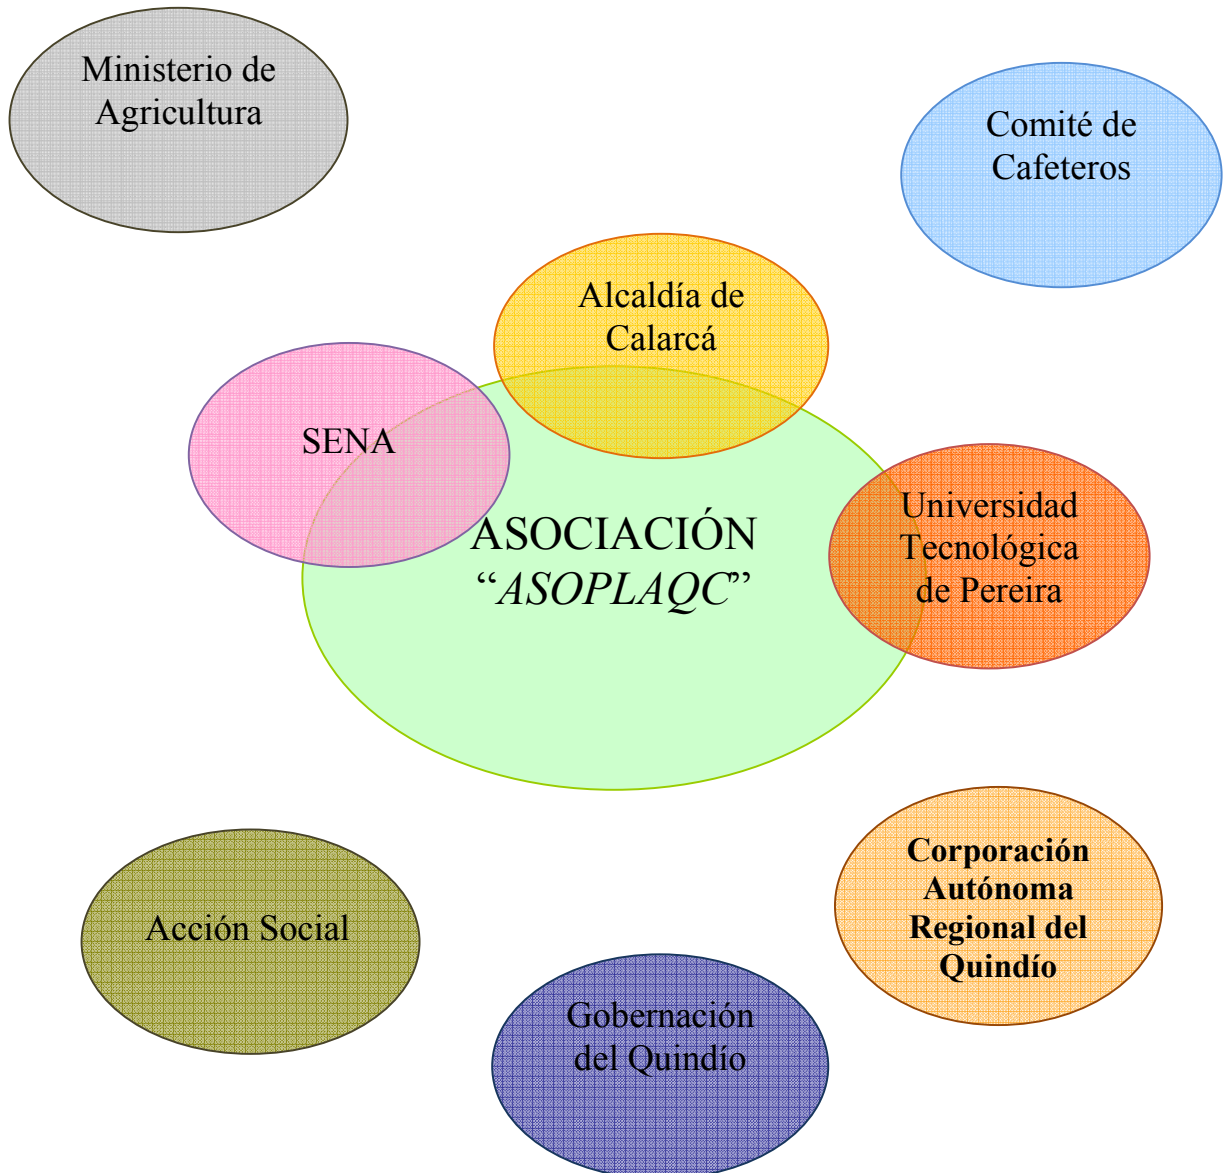 Ministerio de
Agricultura
Comité de
Cafeteros
Alcaldía de
Calarcá
SENA
ASOCIACIÓN
“ASOPLAQC”
Universidad
Tecnológica
de Pereira
Corporación
Autónoma
Regional del
Quindío
Acción Social
Gobernación
del Quindío